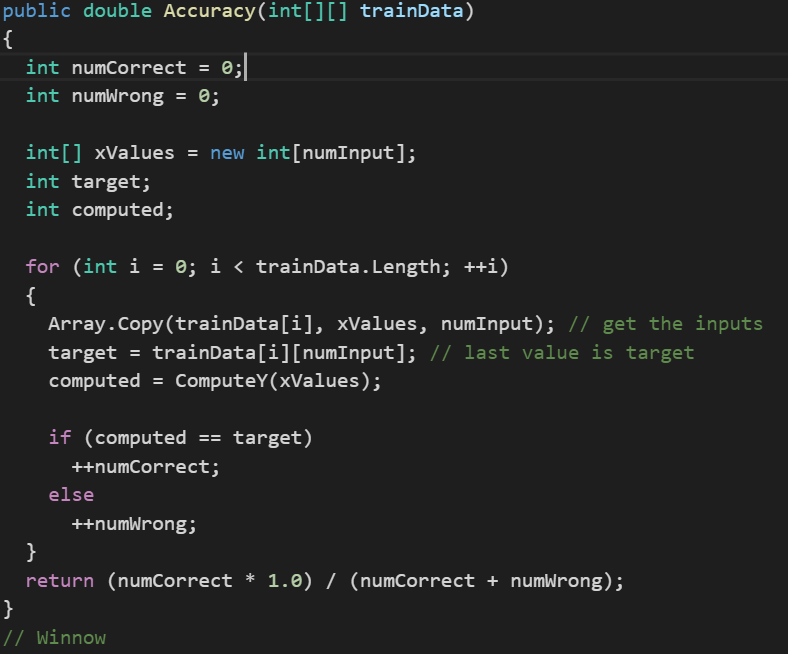 public double Accuracy(int[][] trainData)
{
  int numCorrect = 0;
  int numWrong = 0;

  int[] xValues = new int[numInput];
  int target;
  int computed;

  for (int i = 0; i < trainData.Length; ++i)
  {
    Array.Copy(trainData[i], xValues, numInput); // get the inputs
    target = trainData[i][numInput]; // last value is target
    computed = ComputeY(xValues);

    if (computed == target)
      ++numCorrect;
    else
      ++numWrong;
  }
  return (numCorrect * 1.0) / (numCorrect + numWrong);
}
// Winnow